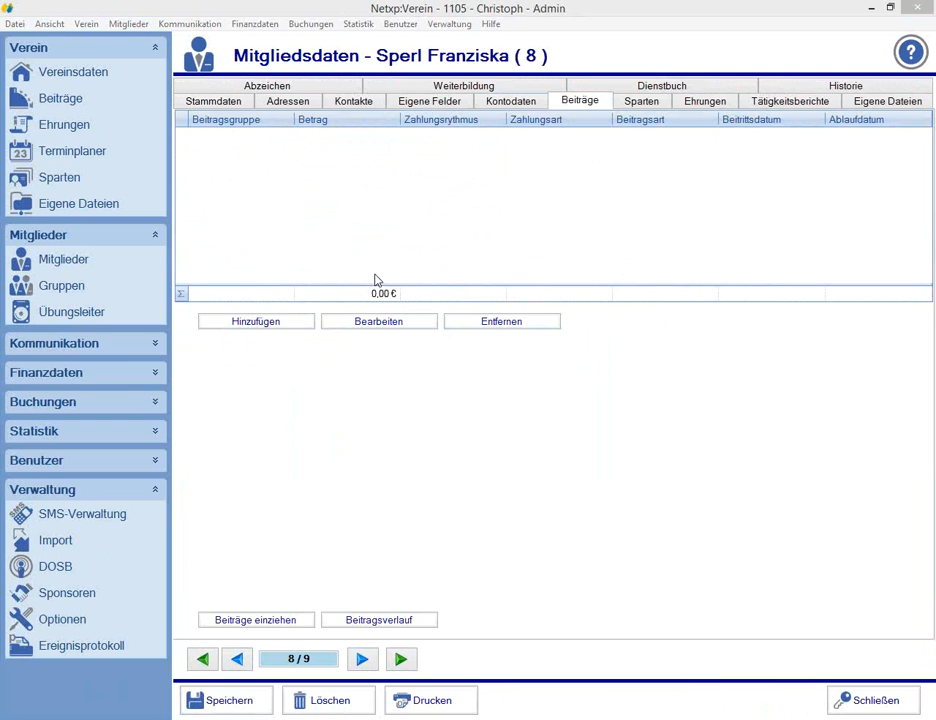 Netxp:Verein - 1105 - Christoph - Admin
Datei Ansicht Verein Mitglieder Kommunikation Finanzdaten Buchungen Statistik Benutzer Verwaltung Hilfe
Verein
Vereinsdaten
Beiträge
Ehrungen
23 Terminplaner
Sparten
Eigene Dateien
Mitglieder
Mitglieder
Gruppen
Übungsleiter
Kommunikation
Finanzdaten
Buchungen
Statistik
Benutzer
Verwaltung
SMS-Verwaltung
Import
DOSB
Sponsoren
Optionen
Ereignisprotokoll
Mitgliedsdaten - Sperl Franziska ( 8 )
?
Abzeichen Weiterbildung Dienstbuch Historie
Stammdaten Adressen Kontakte Eigene Felder Kontodaten Beiträge Sparten Ehrungen Tätigkeitsberichte Eigene Dateien
Beitragsgruppe Betrag Zahlungsrythmus Zahlungsart Beitragsart Beitrittsdatum Ablaufdatum
Σ 0,00 €
Hinzufügen Bearbeiten Entfernen
Beiträge einziehen Beitragsverlauf
8 / 9
Speichern Löschen Drucken Schließen